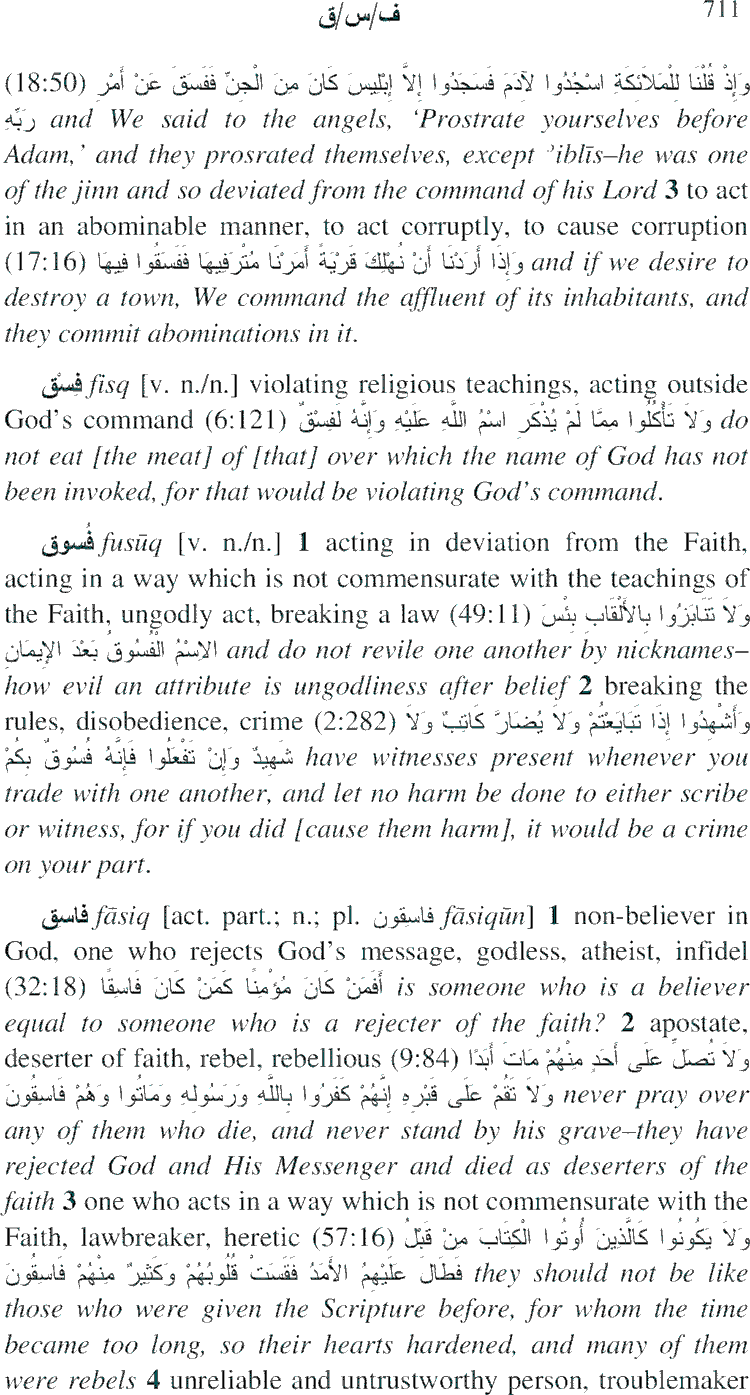 ف/س/ق 711
(18:50) وَإِذْ قُلْنَا لِلْمَلاَئِكَةِ اسْجُدُوا لآِدَمَ فَسَجَدُوا إِلاَّ إِبْلِيسَ كَانَ مِنَ الْجِنِّ فَفَسَقَ عَنْ أَمْرِ
رَبِّهِ and We said to the angels, ‘Prostrate yourselves before
Adam,’ and they prosrated themselves, except ʾiblīs–he was one
of the jinn and so deviated from the command of his Lord 3 to act
in an abominable manner, to act corruptly, to cause corruption
(17:16) وَإِذَا أَرَدْنَا أَنْ نُهْلِكَ قَرْيَةً أَمَرْنَا مُتْرَفِيهَا فَفَسَقُوا فِيهَا and if we desire to
destroy a town, We command the affluent of its inhabitants, and
they commit abominations in it.
فِسْق fisq [v. n./n.] violating religious teachings, acting outside
God’s command (6:121) وَلاَ تَأْكُلُوا مِمَّا لَمْ يُذْكَرِ اسْمُ اللَّهِ عَلَيْهِ وَإِنَّهُ لَفِسْقٌ do
not eat [the meat] of [that] over which the name of God has not
been invoked, for that would be violating God’s command.
فُسوق fusūq [v. n./n.] 1 acting in deviation from the Faith,
acting in a way which is not commensurate with the teachings of
the Faith, ungodly act, breaking a law (49:11) وَلاَ تَنَابَزُوا بِالأَلْقَابِ بِئْسَ
الاِسْمُ الْفُسُوقُ بَعْدَ الإِيمَانِ and do not revile one another by nicknames–
how evil an attribute is ungodliness after belief 2 breaking the
rules, disobedience, crime (2:282) وَأَشْهِدُوا إِذَا تَبَايَعْتُمْ وَلاَ يُضَارَّ كَاتِبٌ وَلاَ
شَهِيدٌ وَإِنْ تَفْعَلُوا فَإِنَّهُ فُسُوقٌ بِكُمْ have witnesses present whenever you
trade with one another, and let no harm be done to either scribe
or witness, for if you did [cause them harm], it would be a crime
on your part.
فاسِق fāsiq [act. part.; n.; pl. فاسِقون fāsiqūn] 1 non-believer in
God, one who rejects God’s message, godless, atheist, infidel
(32:18) أَفَمَنْ كَانَ مُؤْمِنًا كَمَنْ كَانَ فَاسِقًا is someone who is a believer
equal to someone who is a rejecter of the faith? 2 apostate,
deserter of faith, rebel, rebellious (9:84) وَلاَ تُصَلِّ عَلَى أَحَدٍ مِنْهُمْ مَاتَ أَبَدًا
وَلاَ تَقُمْ عَلَى قَبْرِهِ إِنَّهُمْ كَفَرُوا بِاللَّهِ وَرَسُولِهِ وَمَاتُوا وَهُمْ فَاسِقُونَ never pray over
any of them who die, and never stand by his grave–they have
rejected God and His Messenger and died as deserters of the
faith 3 one who acts in a way which is not commensurate with the
Faith, lawbreaker, heretic (57:16) وَلاَ يَكُونُوا كَالَّذِينَ أُوتُوا الْكِتَابَ مِنْ قَبْلُ
فَطَالَ عَلَيْهِمُ الأَمَدُ فَقَسَتْ قُلُوبُهُمْ وَكَثِيرٌ مِنْهُمْ فَاسِقُونَ they should not be like
those who were given the Scripture before, for whom the time
became too long, so their hearts hardened, and many of them
were rebels 4 unreliable and untrustworthy person, troublemaker